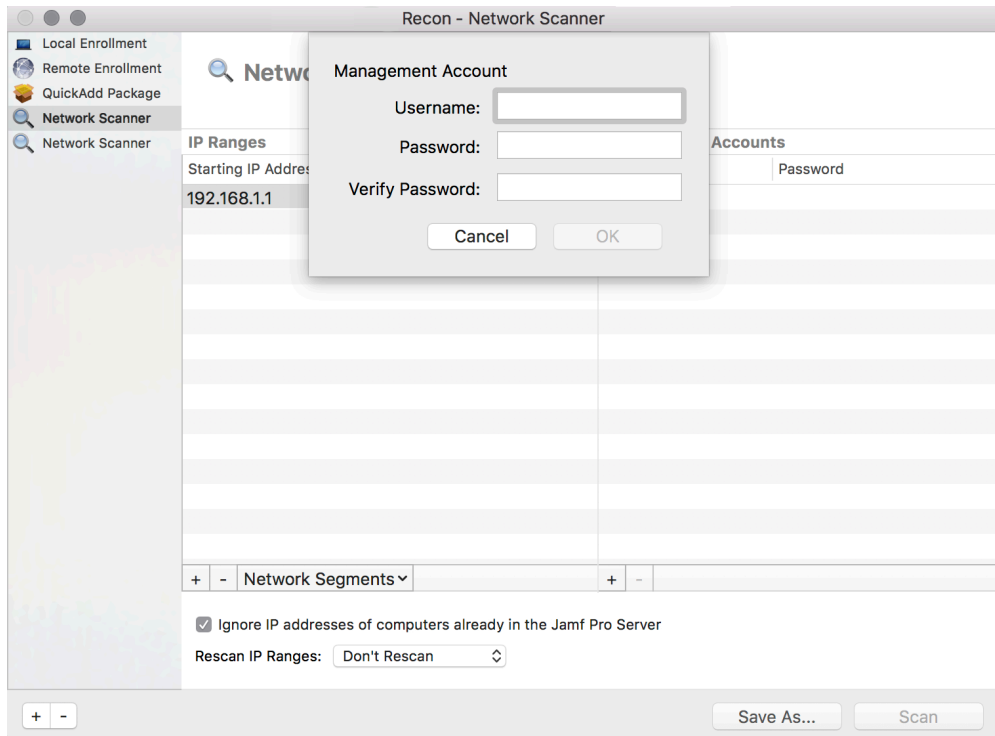 Recon - Network Scanner
Local Enrollment
Remote Enrollment
QuickAdd Package
Network Scanner
Network Scanner
Netwo
Management Account
Username:
Password:
Verify Password:
Cancel
OK
IP Ranges
Accounts
Starting IP Addres
Password
192.168.1.1
+ - Network Segments
+ -
Ignore IP addresses of computers already in the Jamf Pro Server
Rescan IP Ranges: Don't Rescan
+ -
Save As...
Scan